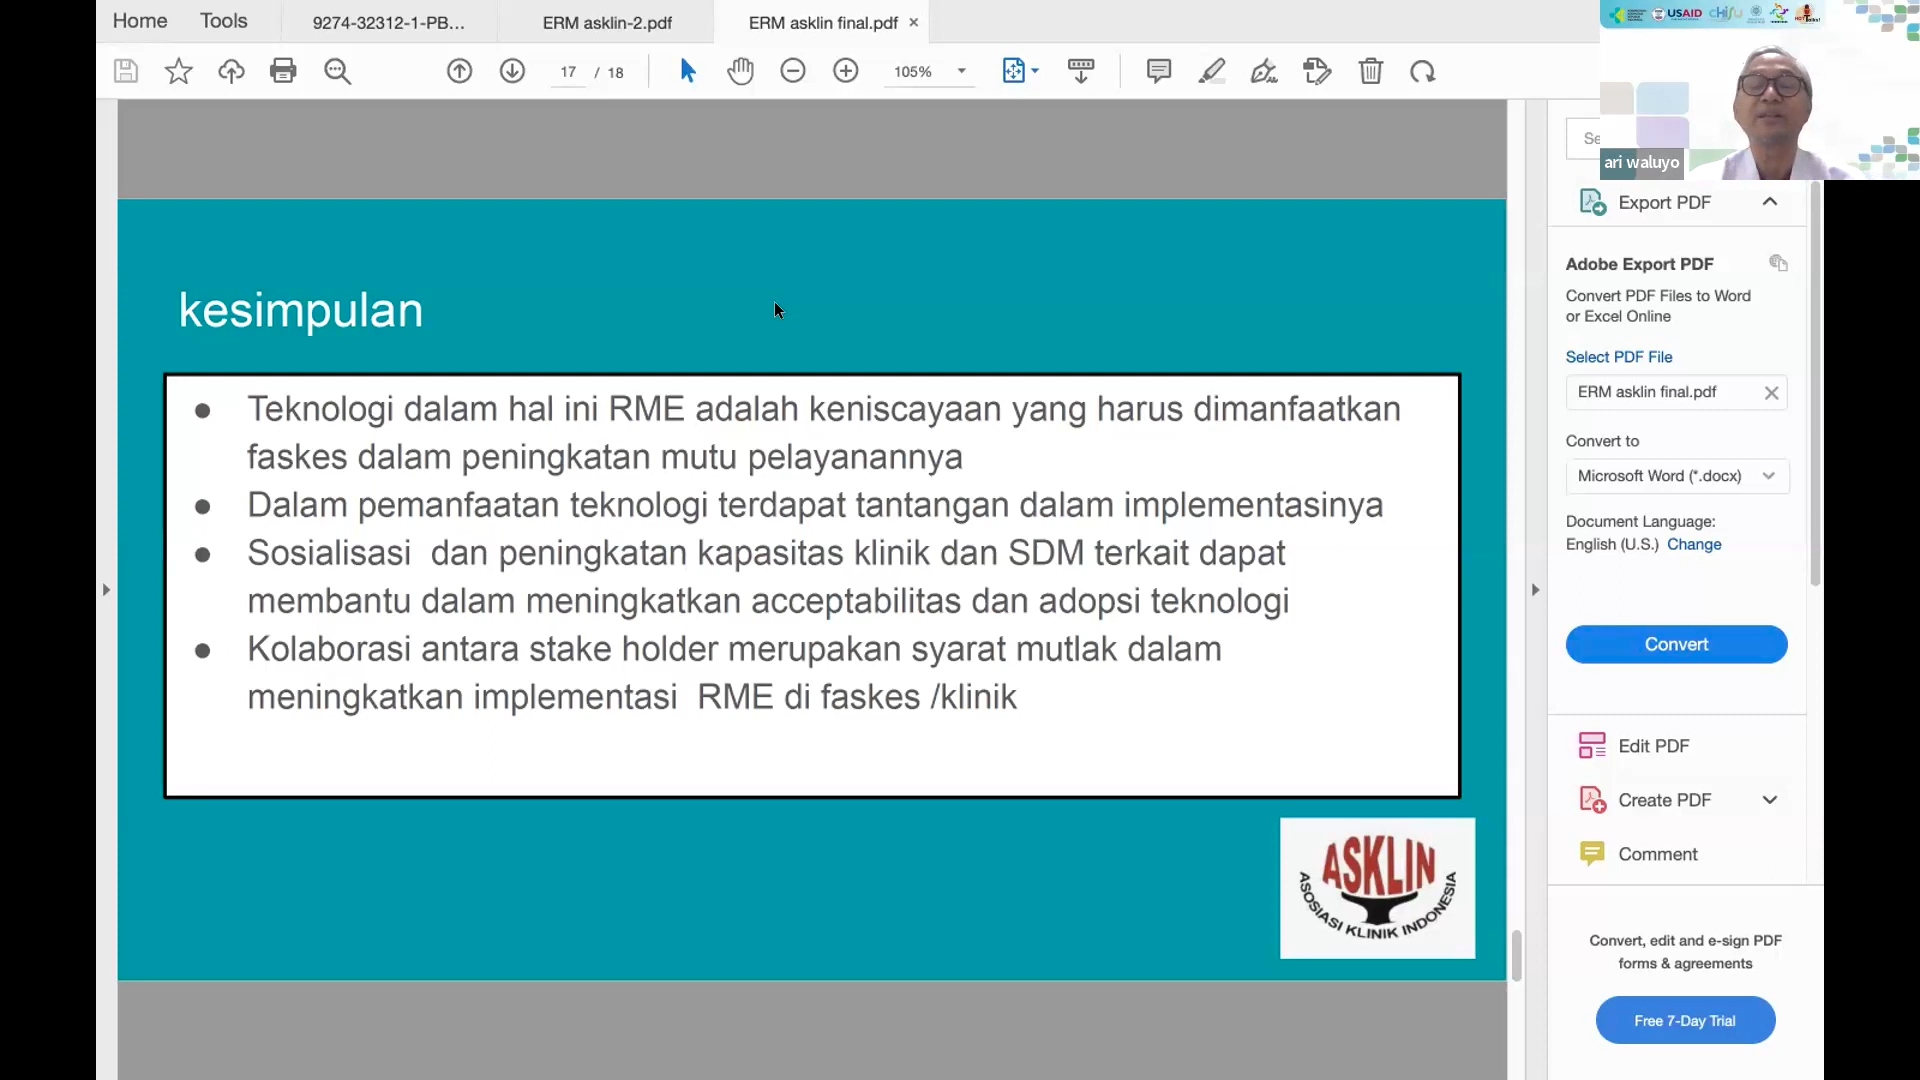 Home
Tools
9274-32312-1-PB...
ERM asklin-2.pdf
ERM asklin final.pdf
17 / 18
105%
USAID
ari waluyo
Se
kesimpulan
Teknologi dalam hal ini RME adalah keniscayaan yang harus dimanfaatkan
faskes dalam peningkatan mutu pelayanannya
Dalam pemanfaatan teknologi terdapat tantangan dalam implementasinya
Sosialisasi dan peningkatan kapasitas klinik dan SDM terkait dapat
membantu dalam meningkatkan acceptabilitas dan adopsi teknologi
Kolaborasi antara stake holder merupakan syarat mutlak dalam
meningkatkan implementasi RME di faskes /klinik
ASKLIN
ASOSIASI KLINIK INDONESIA
Export PDF
Adobe Export PDF
Convert PDF Files to Word
or Excel Online
Select PDF File
ERM asklin final.pdf
Convert to
Microsoft Word (*.docx)
Document Language:
English (U.S.) Change
Convert
Edit PDF
Create PDF
Comment
Convert, edit and e-sign PDF
forms & agreements
Free 7-Day Trial